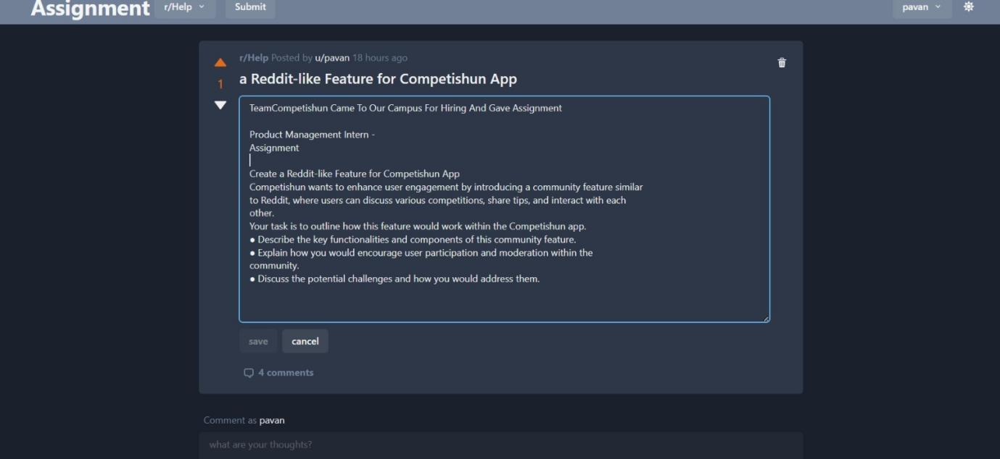 Assignment r/Help Submit pavan
r/Help Posted by u/pavan 18 hours ago
1 a Reddit-like Feature for Competishun App
TeamCompetishun Came To Our Campus For Hiring And Gave Assignment
Product Management Intern -
Assignment
Create a Reddit-like Feature for Competishun App
Competishun wants to enhance user engagement by introducing a community feature similar
to Reddit, where users can discuss various competitions, share tips, and interact with each
other.
Your task is to outline how this feature would work within the Competishun app.
● Describe the key functionalities and components of this community feature.
● Explain how you would encourage user participation and moderation within the
community.
● Discuss the potential challenges and how you would address them.
save cancel
4 comments
Comment as pavan
what are your thoughts?